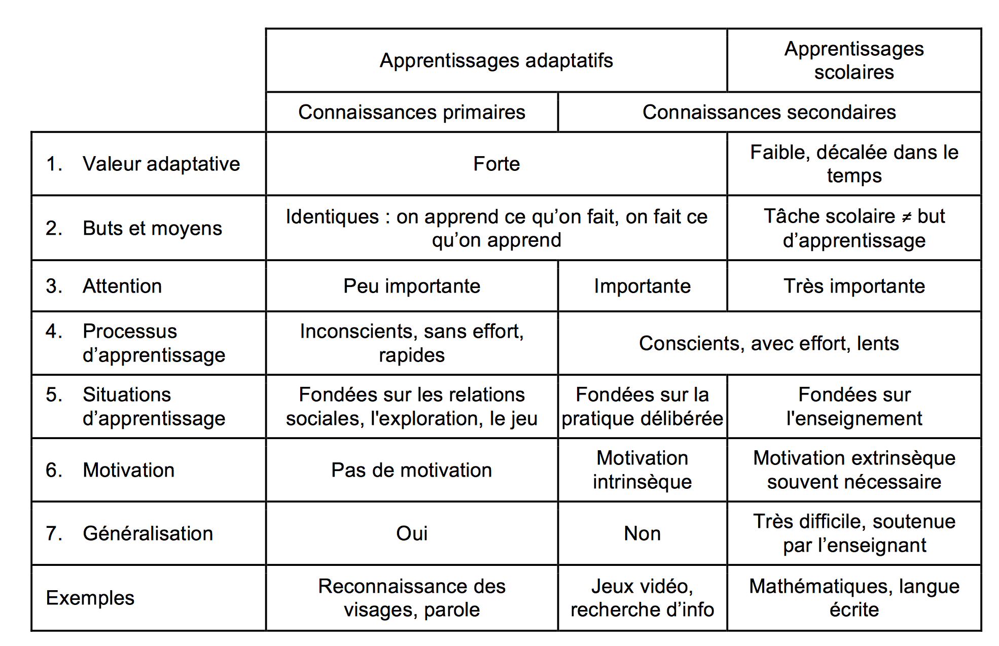 Apprentissages adaptatifs
Apprentissages
scolaires
Connaissances primaires
Connaissances secondaires
1. Valeur adaptative
Forte
Faible, décalée dans le
temps
2. Buts et moyens
Identiques : on apprend ce qu’on fait, on fait ce
qu’on apprend
Tâche scolaire ≠ but
d’apprentissage
3. Attention
Peu importante
Importante
Très importante
4. Processus
d’apprentissage
Inconscients, sans effort,
rapides
Conscients, avec effort, lents
5. Situations
d’apprentissage
Fondées sur les relations
sociales, l'exploration, le jeu
Fondées sur la
pratique délibérée
Fondées sur
l'enseignement
6. Motivation
Pas de motivation
Motivation
intrinsèque
Motivation extrinsèque
souvent nécessaire
7. Généralisation
Oui
Non
Très difficile, soutenue
par l’enseignant
Exemples
Reconnaissance des
visages, parole
Jeux vidéo,
recherche d’info
Mathématiques, langue
écrite